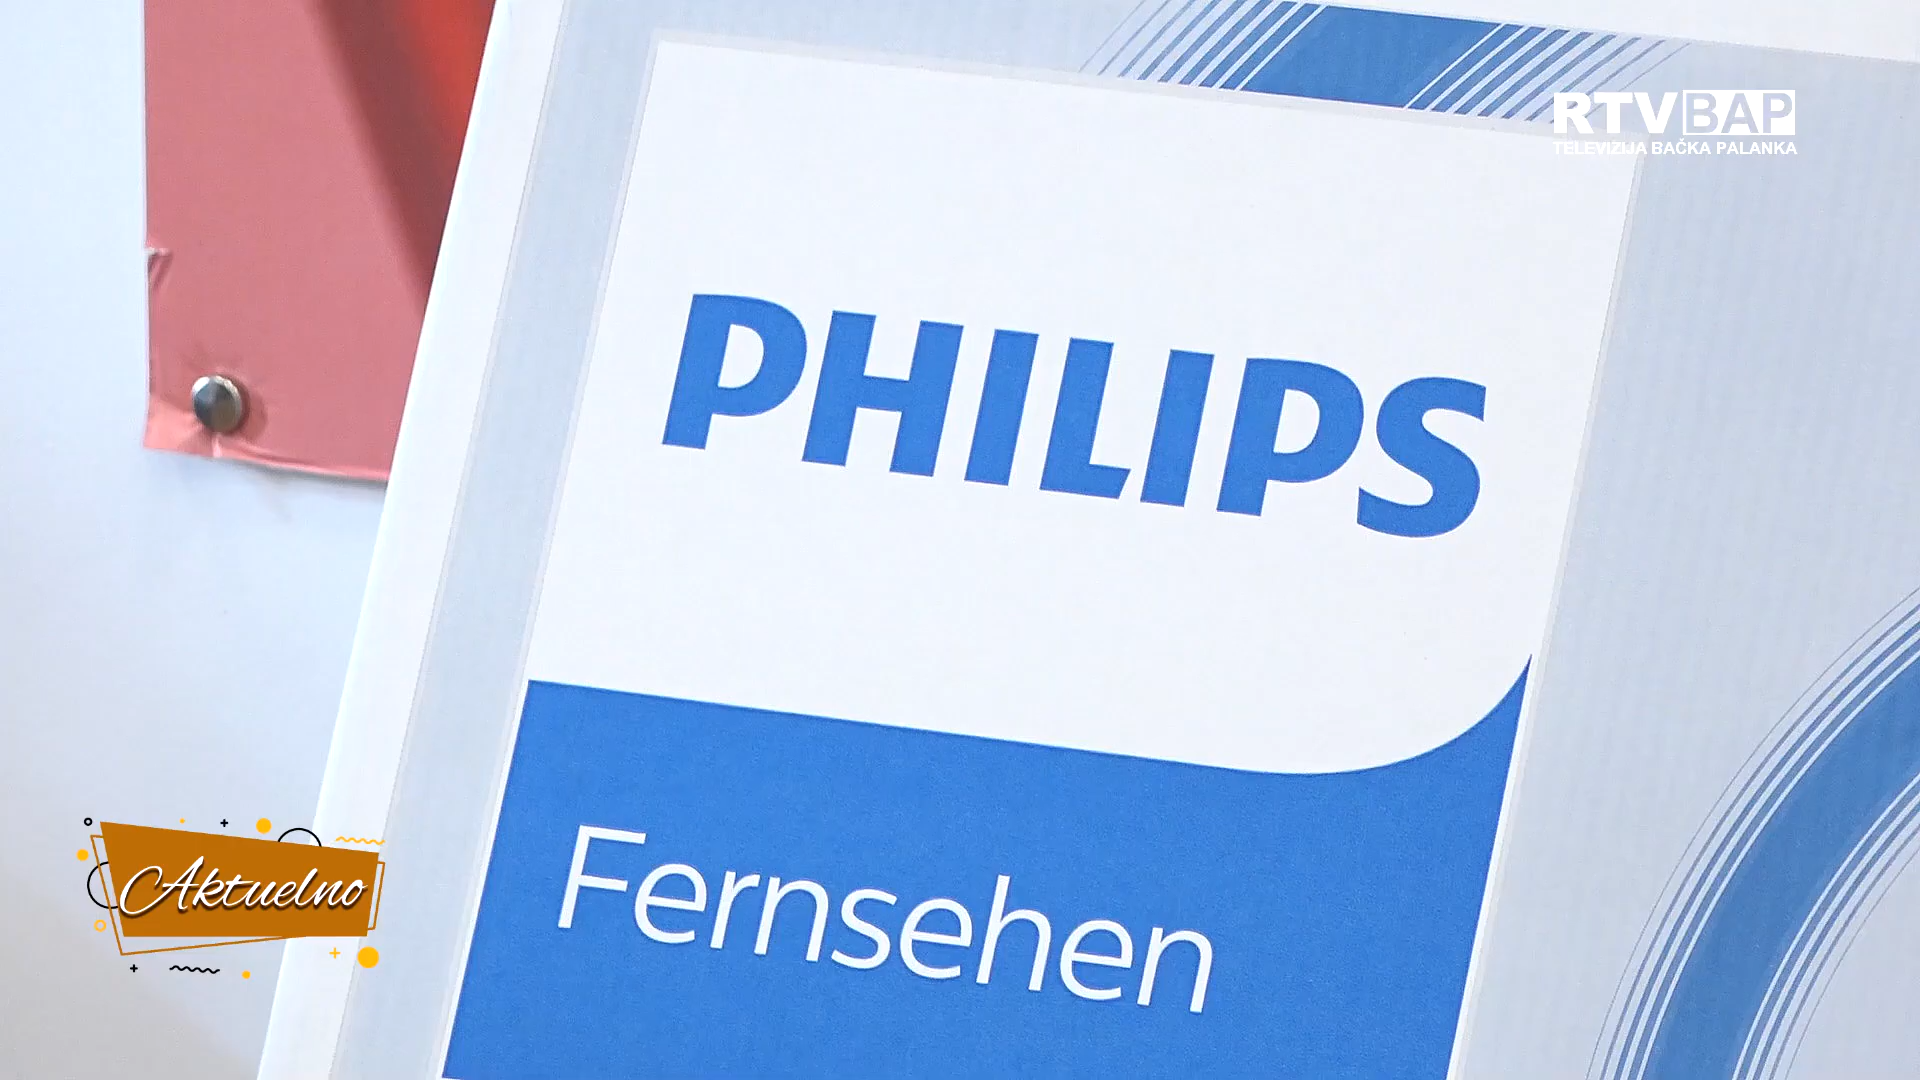 RTVBAP
TELEVIZIJA BAČKA PALANKA
PHILIPS
Fernsehen
Aktuelno